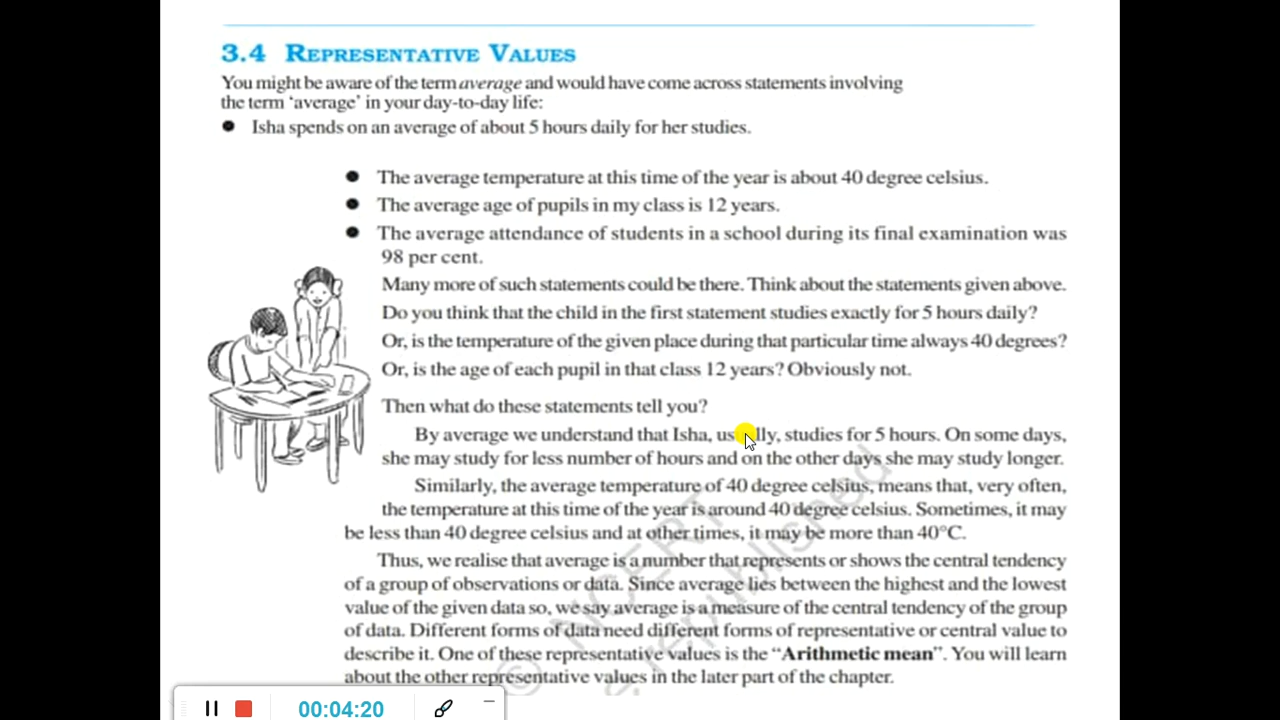 3.4 REPRESENTATIVE VALUES
You might be aware of the term average and would have come across statements involving
the term ‘average’ in your day-to-day life:
● Isha spends on an average of about 5 hours daily for her studies.
● The average temperature at this time of the year is about 40 degree celsius.
● The average age of pupils in my class is 12 years.
● The average attendance of students in a school during its final examination was
98 per cent.
Many more of such statements could be there. Think about the statements given above.
Do you think that the child in the first statement studies exactly for 5 hours daily?
Or, is the temperature of the given place during that particular time always 40 degrees?
Or, is the age of each pupil in that class 12 years? Obviously not.
Then what do these statements tell you?
By average we understand that Isha, usually, studies for 5 hours. On some days,
she may study for less number of hours and on the other days she may study longer.
Similarly, the average temperature of 40 degree celsius, means that, very often,
the temperature at this time of the year is around 40 degree celsius. Sometimes, it may
be less than 40 degree celsius and at other times, it may be more than 40°C.
Thus, we realise that average is a number that represents or shows the central tendency
of a group of observations or data. Since average lies between the highest and the lowest
value of the given data so, we say average is a measure of the central tendency of the group
of data. Different forms of data need different forms of representative or central value to
describe it. One of these representative values is the “Arithmetic mean”. You will learn
about the other representative values in the later part of the chapter.
© NCERT
republished
00:04:20